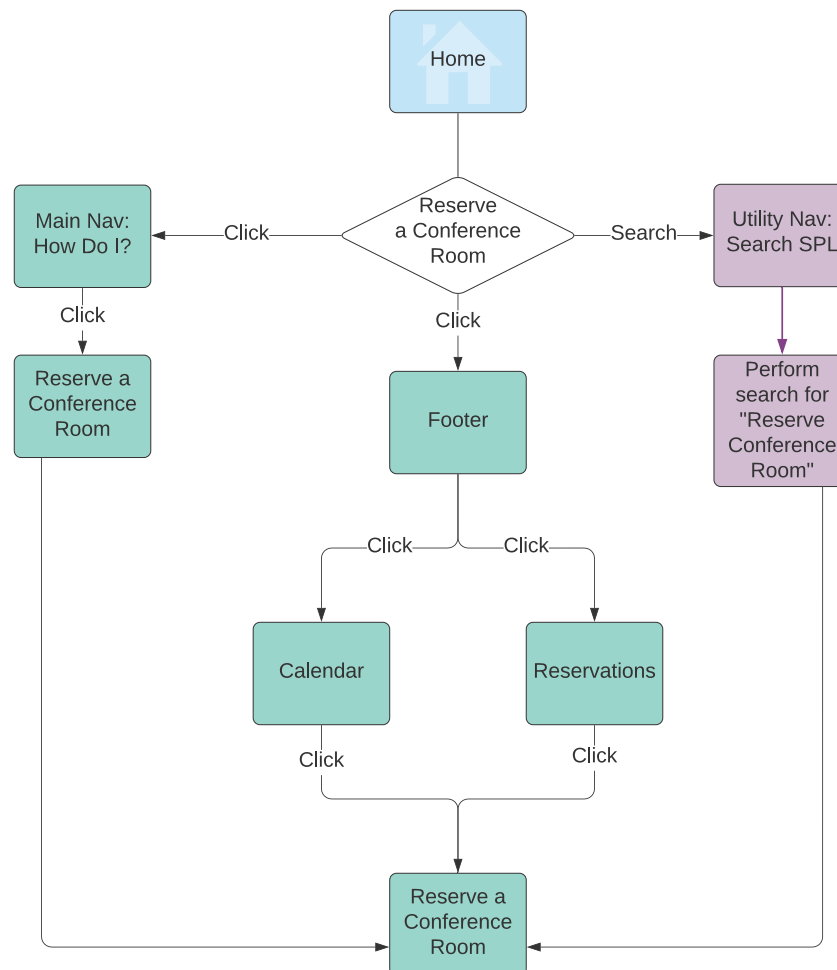 Home
Reserve
a Conference
Room
Main Nav:
How Do I?
Click
Search
Utility Nav:
Search SPL
Click
Click
Reserve a
Conference
Room
Footer
Perform
search for
"Reserve
Conference
Room"
Click
Click
Calendar
Reservations
Click
Click
Reserve a
Conference
Room